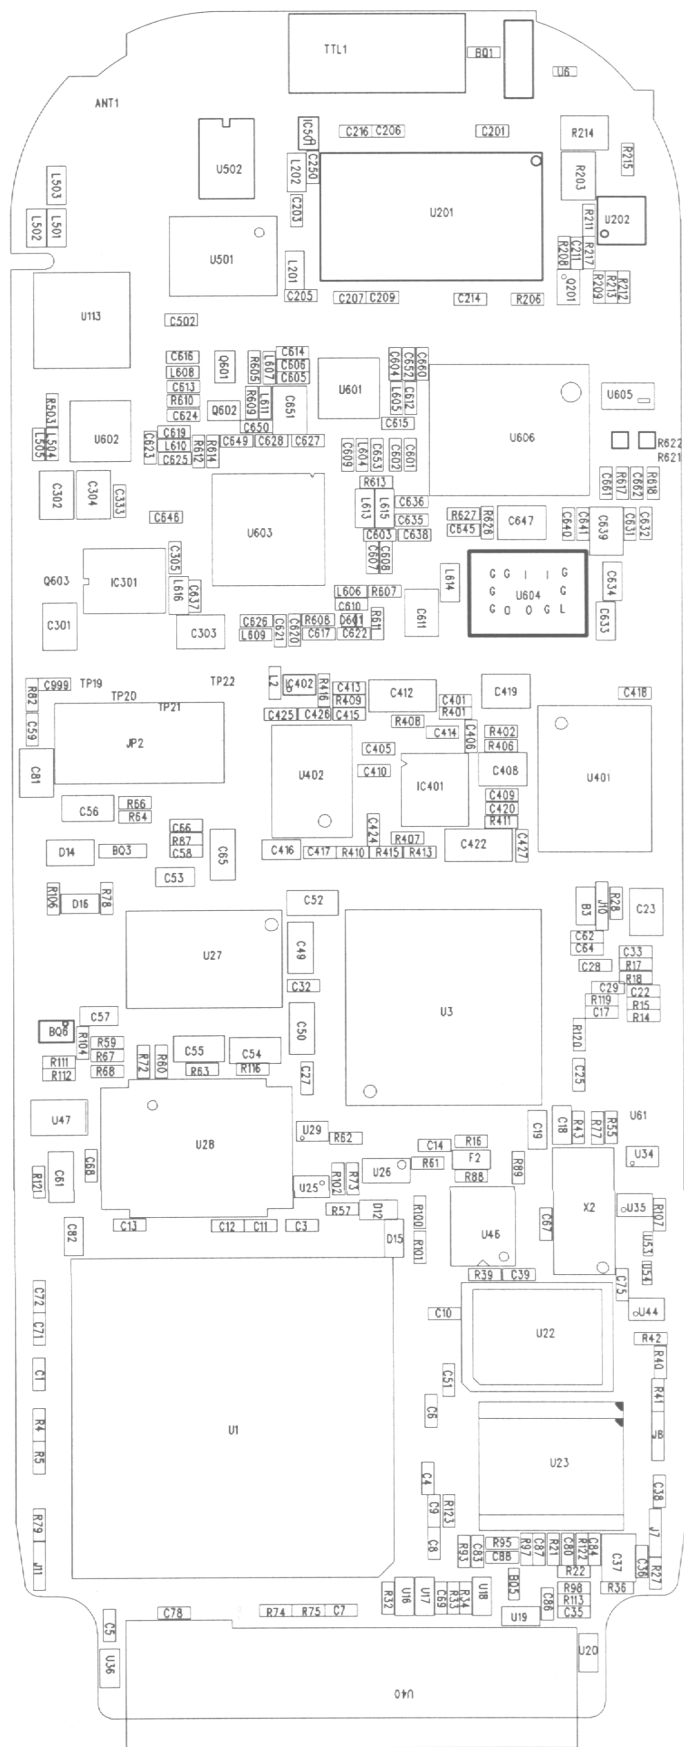 TTL1
BQ1
U6
ANT1
IC501
C216 C206
C201
R214
R215
U502
L202
C250
R203
L503
C203
U201
R211
U202
L502
L501
U501
L201
R208
C211
R217
Q201
R209
R213
R212
C205
C207 C209
C214
R206
U113
C502
C616
Q601
R605
L607
C614
C606
C605
C604
C652
C660
L608
C613
R610
C624
Q602
R609
L611
C651
U601
L605
C612
U605
R503
L505
L504
U602
C623
C619
L610
C625
R612
R614
C650
C649 C628 C627
C615
U606
R622
R621
C609
L604
C653
C602
C601
C302
C304
C333
R613
C661
R617
C662
R618
L613
L615
C636
C635
C646
U603
C603 C638
R627
C645
R626
C647
C640
C641
C639
C631
C632
C607
C608
C305
Q603
IC301
L616
C637
L606 R607
C610
C611
L614
G G I I G
G U604 G
G O O G L
C634
C301
C303
C626
L609
C621
C620
R608
D601
R611
C617 C622
C633
R82
C999
TP19
TP20
TP21
TP22
L2
IC402
R416
C413
R409
C412
C401
R401
C419
C418
C59
JP2
C425 C426 C415
R408
C414
C406
R402
R406
C81
U402
C405
C410
IC401
C408
U401
C56
R66
R64
C409
C420
R411
D14
BQ3
C66
R87
C58
C65
C416
C417 R410 R415 R413
C424
R407
C422
C427
C53
R106
D16
R78
C52
B3
J10
R28
C23
U27
C49
C62
C64
C28
C33
R17
R18
C32
C29
C22
R119
R15
C17
R14
C57
C50
U3
BQ6
R104
R59
R67
R68
R111
R112
R72
R60
C55
C54
R63
R116
C27
R120
C25
U47
U28
U29
R62
C19
C18
R43
R77
R55
U61
C14
R16
F2
R61
R88
R89
U34
R121
C61
C68
U25
R102
R73
U26
X2
C82
C13
C12 C11
C3
R57
D12
R100
U46
C67
U35
R107
D15
R101
U53
U54
R39
C39
C75
C72
C71
C10
U22
U44
R42
C1
C51
R40
R41
R4
R5
U1
C6
J8
U23
C4
C38
R79
J11
C9
R123
C8
J7
R93
C83
R95
C88
R97
C87
R21
C80
R122
C84
R22
C37
C36
R27
BQ5
R98
R36
R113
C35
R32
U16
U17
C69
R33
R34
U18
U19
C86
C5
C78
R74 R75 C7
U36
U20
U40